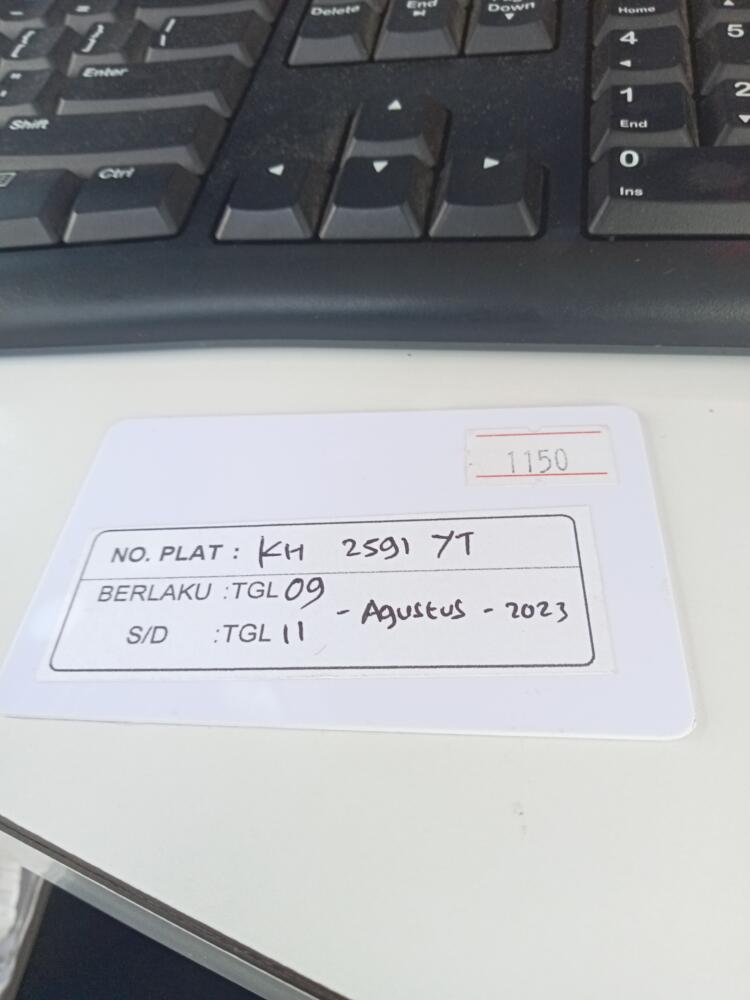 Delete End Down
Home
4 5
Enter
1 2
End
Shift
0
Ins
Ctrl
1150
NO. PLAT : KH 2591 YT
BERLAKU :TGL 09
- Agustus - 2023
S/D :TGL 11